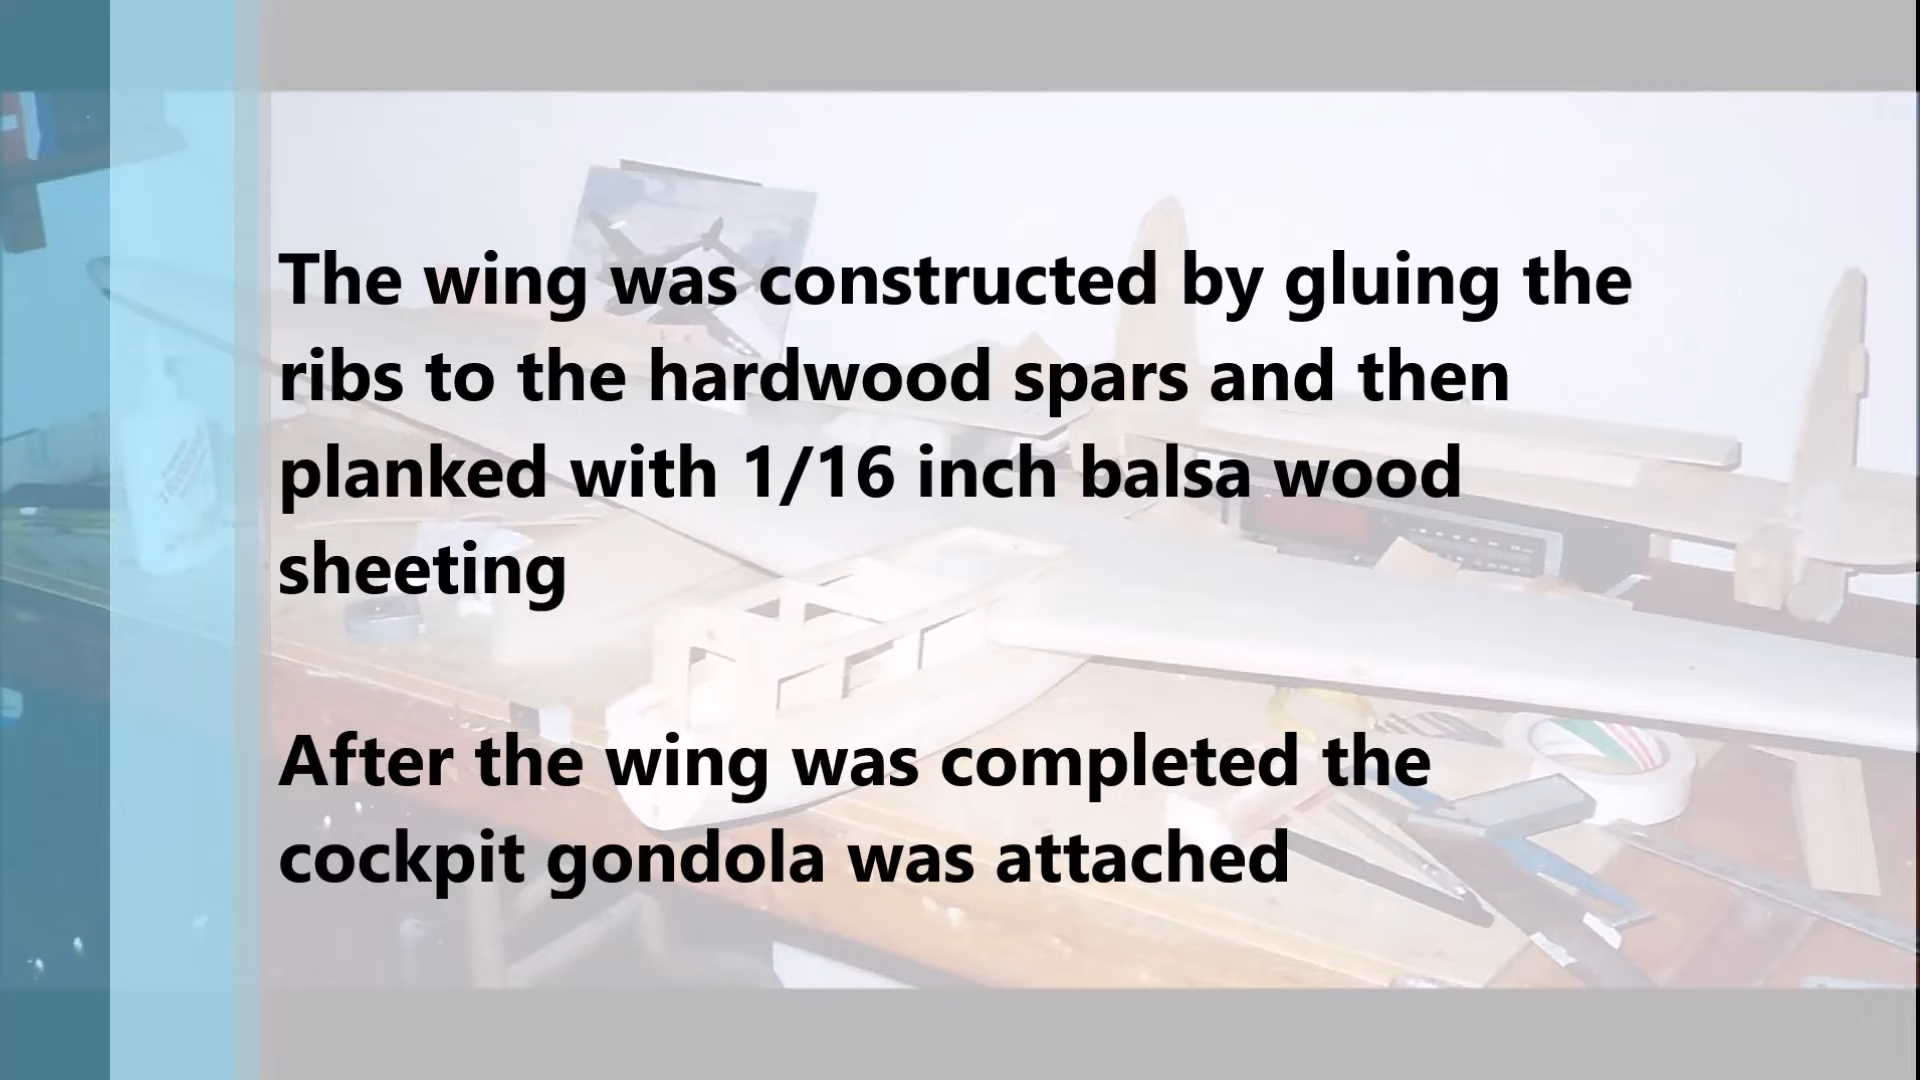 The wing was constructed by gluing the
ribs to the hardwood spars and then
planked with 1/16 inch balsa wood
sheeting
After the wing was completed the
cockpit gondola was attached